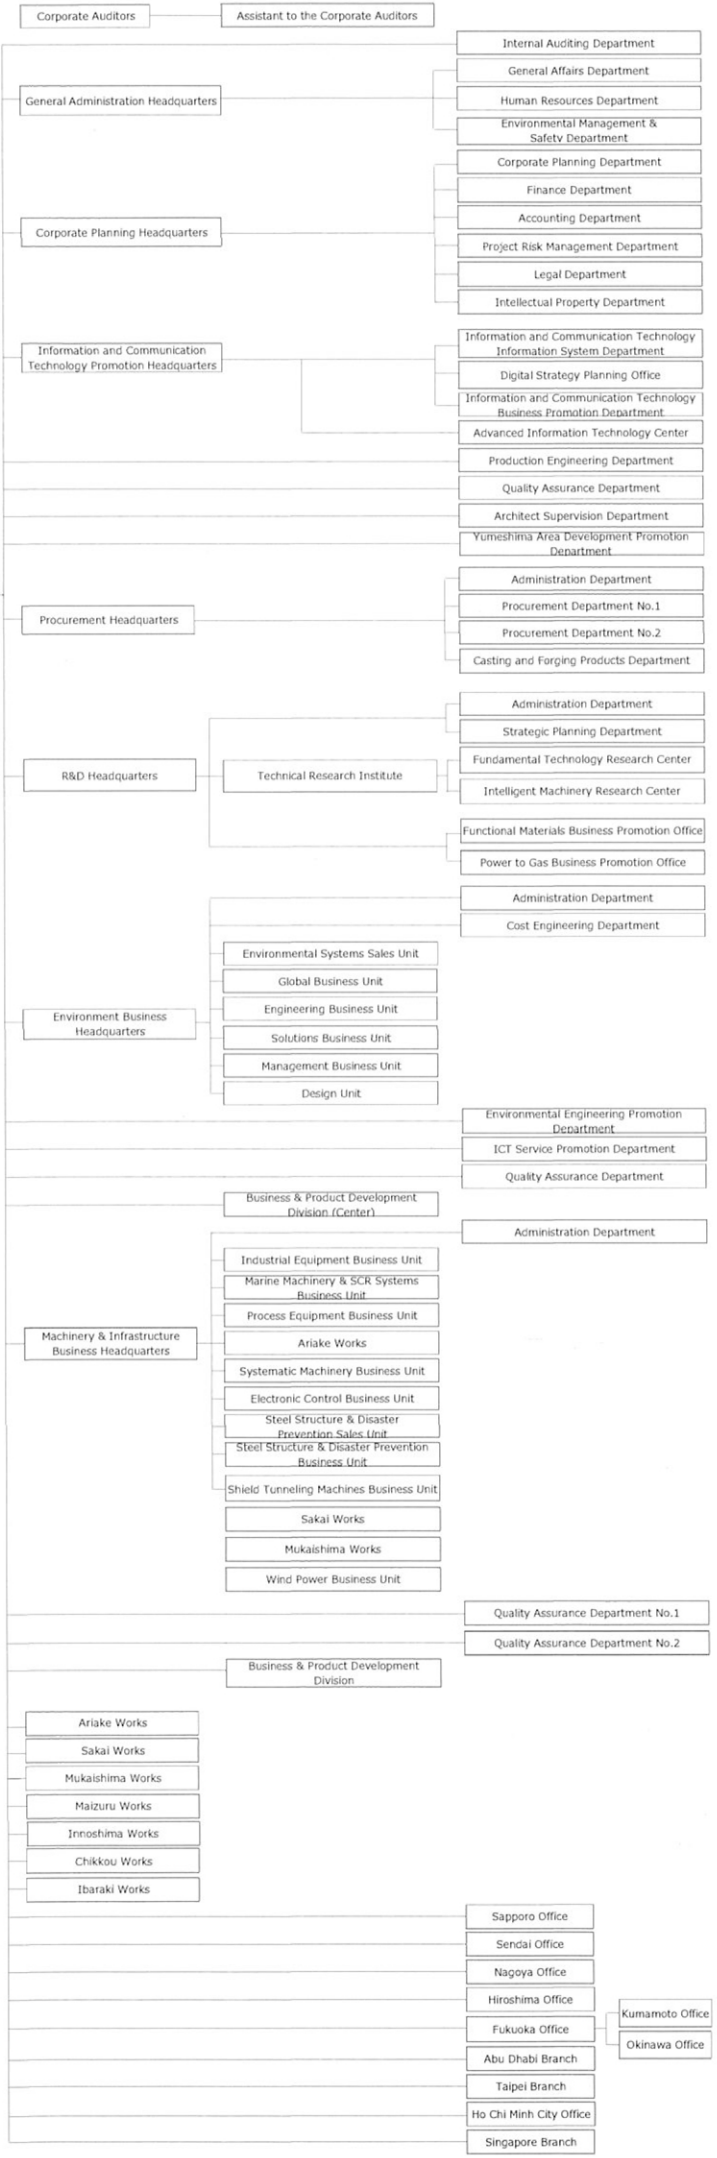 Corporate Auditors
Assistant to the Corporate Auditors
Internal Auditing Department
General Administration Headquarters
General Affairs Department
Human Resources Department
Environmental Management &
Safety Department
Corporate Planning Headquarters
Corporate Planning Department
Finance Department
Accounting Department
Project Risk Management Department
Legal Department
Intellectual Property Department
Information and Communication
Technology Promotion Headquarters
Information and Communication Technology
Information System Department
Digital Strategy Planning Office
Information and Communication Technology
Business Promotion Department
Advanced Information Technology Center
Production Engineering Department
Quality Assurance Department
Architect Supervision Department
Yumeshima Area Development Promotion
Department
Procurement Headquarters
Administration Department
Procurement Department No.1
Procurement Department No.2
Casting and Forging Products Department
R&D Headquarters
Administration Department
Strategic Planning Department
Technical Research Institute
Fundamental Technology Research Center
Intelligent Machinery Research Center
Functional Materials Business Promotion Office
Power to Gas Business Promotion Office
Environment Business
Headquarters
Administration Department
Cost Engineering Department
Environmental Systems Sales Unit
Global Business Unit
Engineering Business Unit
Solutions Business Unit
Management Business Unit
Design Unit
Environmental Engineering Promotion
Department
ICT Service Promotion Department
Quality Assurance Department
Business & Product Development
Division (Center)
Machinery & Infrastructure
Business Headquarters
Administration Department
Industrial Equipment Business Unit
Marine Machinery & SCR Systems
Business Unit
Process Equipment Business Unit
Ariake Works
Systematic Machinery Business Unit
Electronic Control Business Unit
Steel Structure & Disaster
Prevention Sales Unit
Steel Structure & Disaster Prevention
Business Unit
Shield Tunneling Machines Business Unit
Sakai Works
Mukaishima Works
Wind Power Business Unit
Quality Assurance Department No.1
Quality Assurance Department No.2
Business & Product Development
Division
Ariake Works
Sakai Works
Mukaishima Works
Maizuru Works
Innoshima Works
Chikkou Works
Ibaraki Works
Sapporo Office
Sendai Office
Nagoya Office
Hiroshima Office
Fukuoka Office
Kumamoto Office
Okinawa Office
Abu Dhabi Branch
Taipei Branch
Ho Chi Minh City Office
Singapore Branch